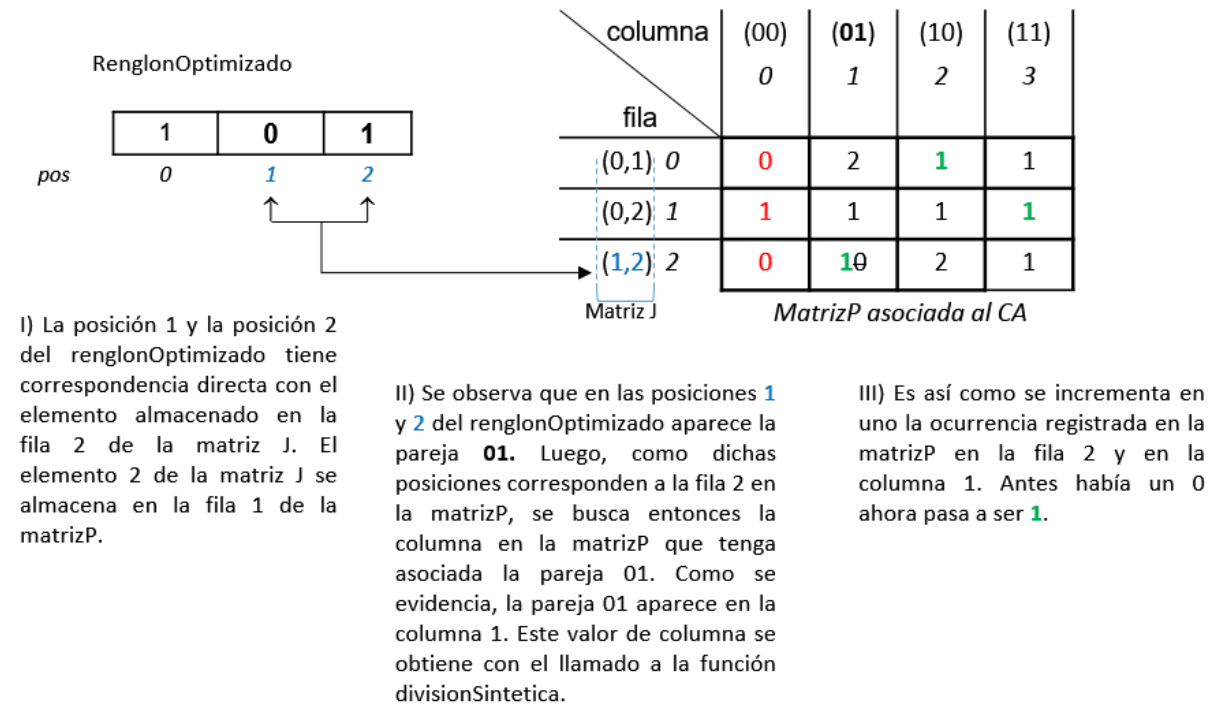 RenglonOptimizado
1 0 1
pos 0 1 2
columna (00) (01) (10) (11)
0 1 2 3
fila
(0,1) 0 0 2 1 1
(0,2) 1 1 1 1 1
(1,2) 2 0 10 2 1
Matriz J
MatrizP asociada al CA
I) La posición 1 y la posición 2
del renglonOptimizado tiene
correspondencia directa con el
elemento almacenado en la
fila 2 de la matriz J. El
elemento 2 de la matriz J se
almacena en la fila 1 de la
matrizP.
II) Se observa que en las posiciones 1
y 2 del renglonOptimizado aparece la
pareja 01. Luego, como dichas
posiciones corresponden a la fila 2 en
la matrizP, se busca entonces la
columna en la matrizP que tenga
asociada la pareja 01. Como se
evidencia, la pareja 01 aparece en la
columna 1. Este valor de columna se
obtiene con el llamado a la función
divisionSintetica.
III) Es así como se incrementa en
uno la ocurrencia registrada en la
matrizP en la fila 2 y en la
columna 1. Antes había un 0
ahora pasa a ser 1.